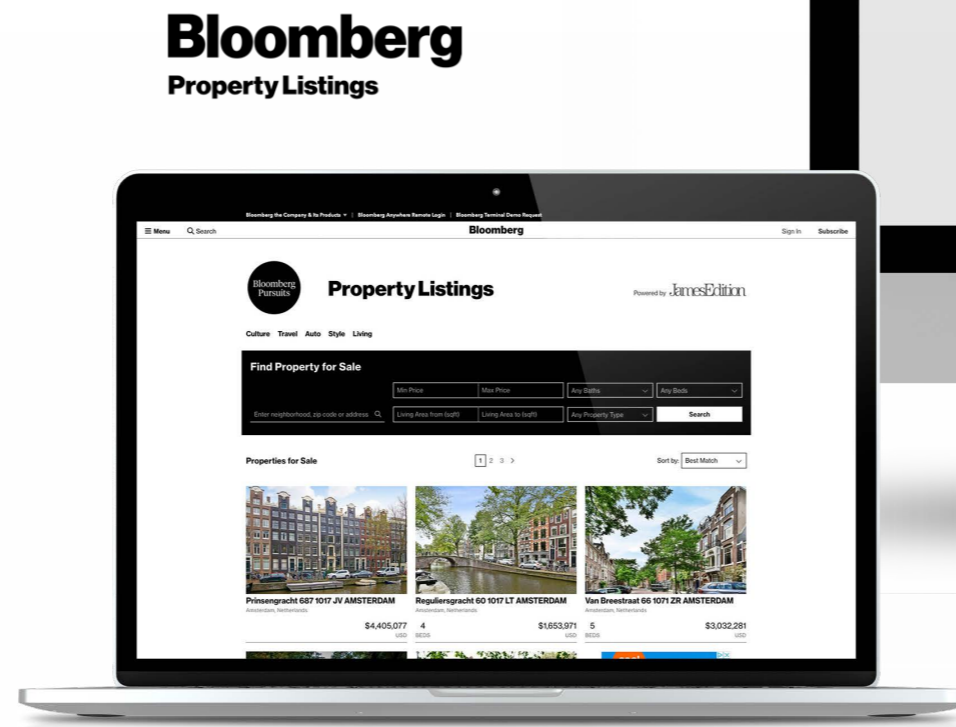 Bloomberg
Property Listings
Bloomberg the Company & Its Products | Bloomberg Anywhere Remote Login | Bloomberg Terminal Demo Request
Menu Search Bloomberg Sign In Subscribe
Bloomberg
Pursuits
Property Listings
Powered by JamesEdition
Culture Travel Auto Style Living
Find Property for Sale
Min Price Max Price Any Baths Any Beds
Enter neighborhood, zip code or address Living Area from (sqft) Living Area to (sqft) Any Property Type Search
Properties for Sale 1 2 3 > Sort by: Best Match
Prinsengracht 687 1017 JV AMSTERDAM Reguliersgracht 60 1017 LT AMSTERDAM Van Breestraat 66 1071 ZR AMSTERDAM
Amsterdam, Netherlands Amsterdam, Netherlands Amsterdam, Netherlands
$4,405,077 4 $1,653,971 5 $3,032,281
USD BEDS USD BEDS USD